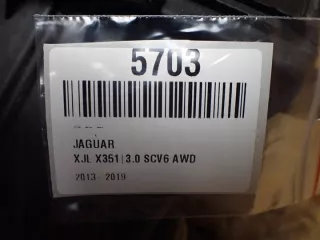 5703
JAGUAR
XJL X351|3.0 SCV6 AWD
2013 - 2019